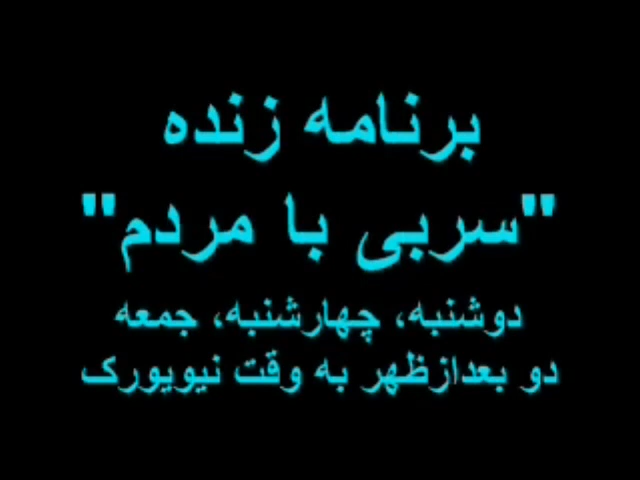 برنامه زنده
"سربی با مردم"
دوشنبه، چهارشنبه، جمعه
دو بعدازظهر به وقت نیویورک